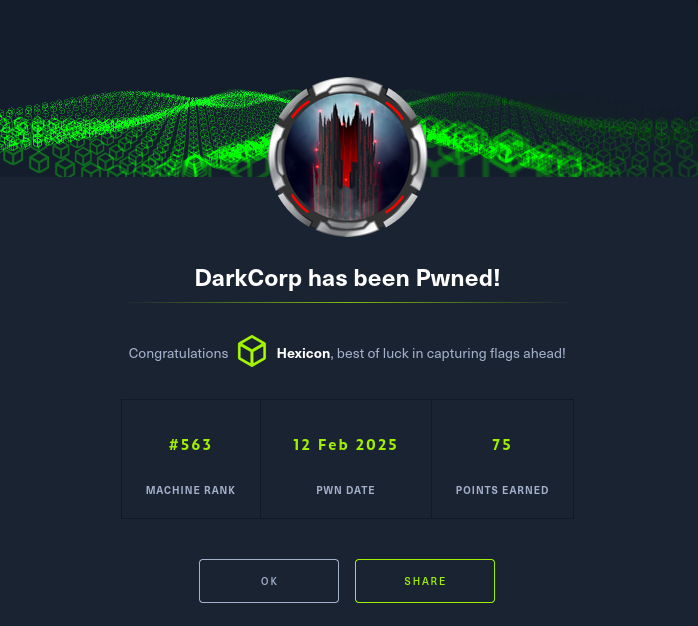 DarkCorp has been Pwned!
Congratulations Hexicon, best of luck in capturing flags ahead!
#563 12 Feb 2025 75
MACHINE RANK PWN DATE POINTS EARNED
OK SHARE